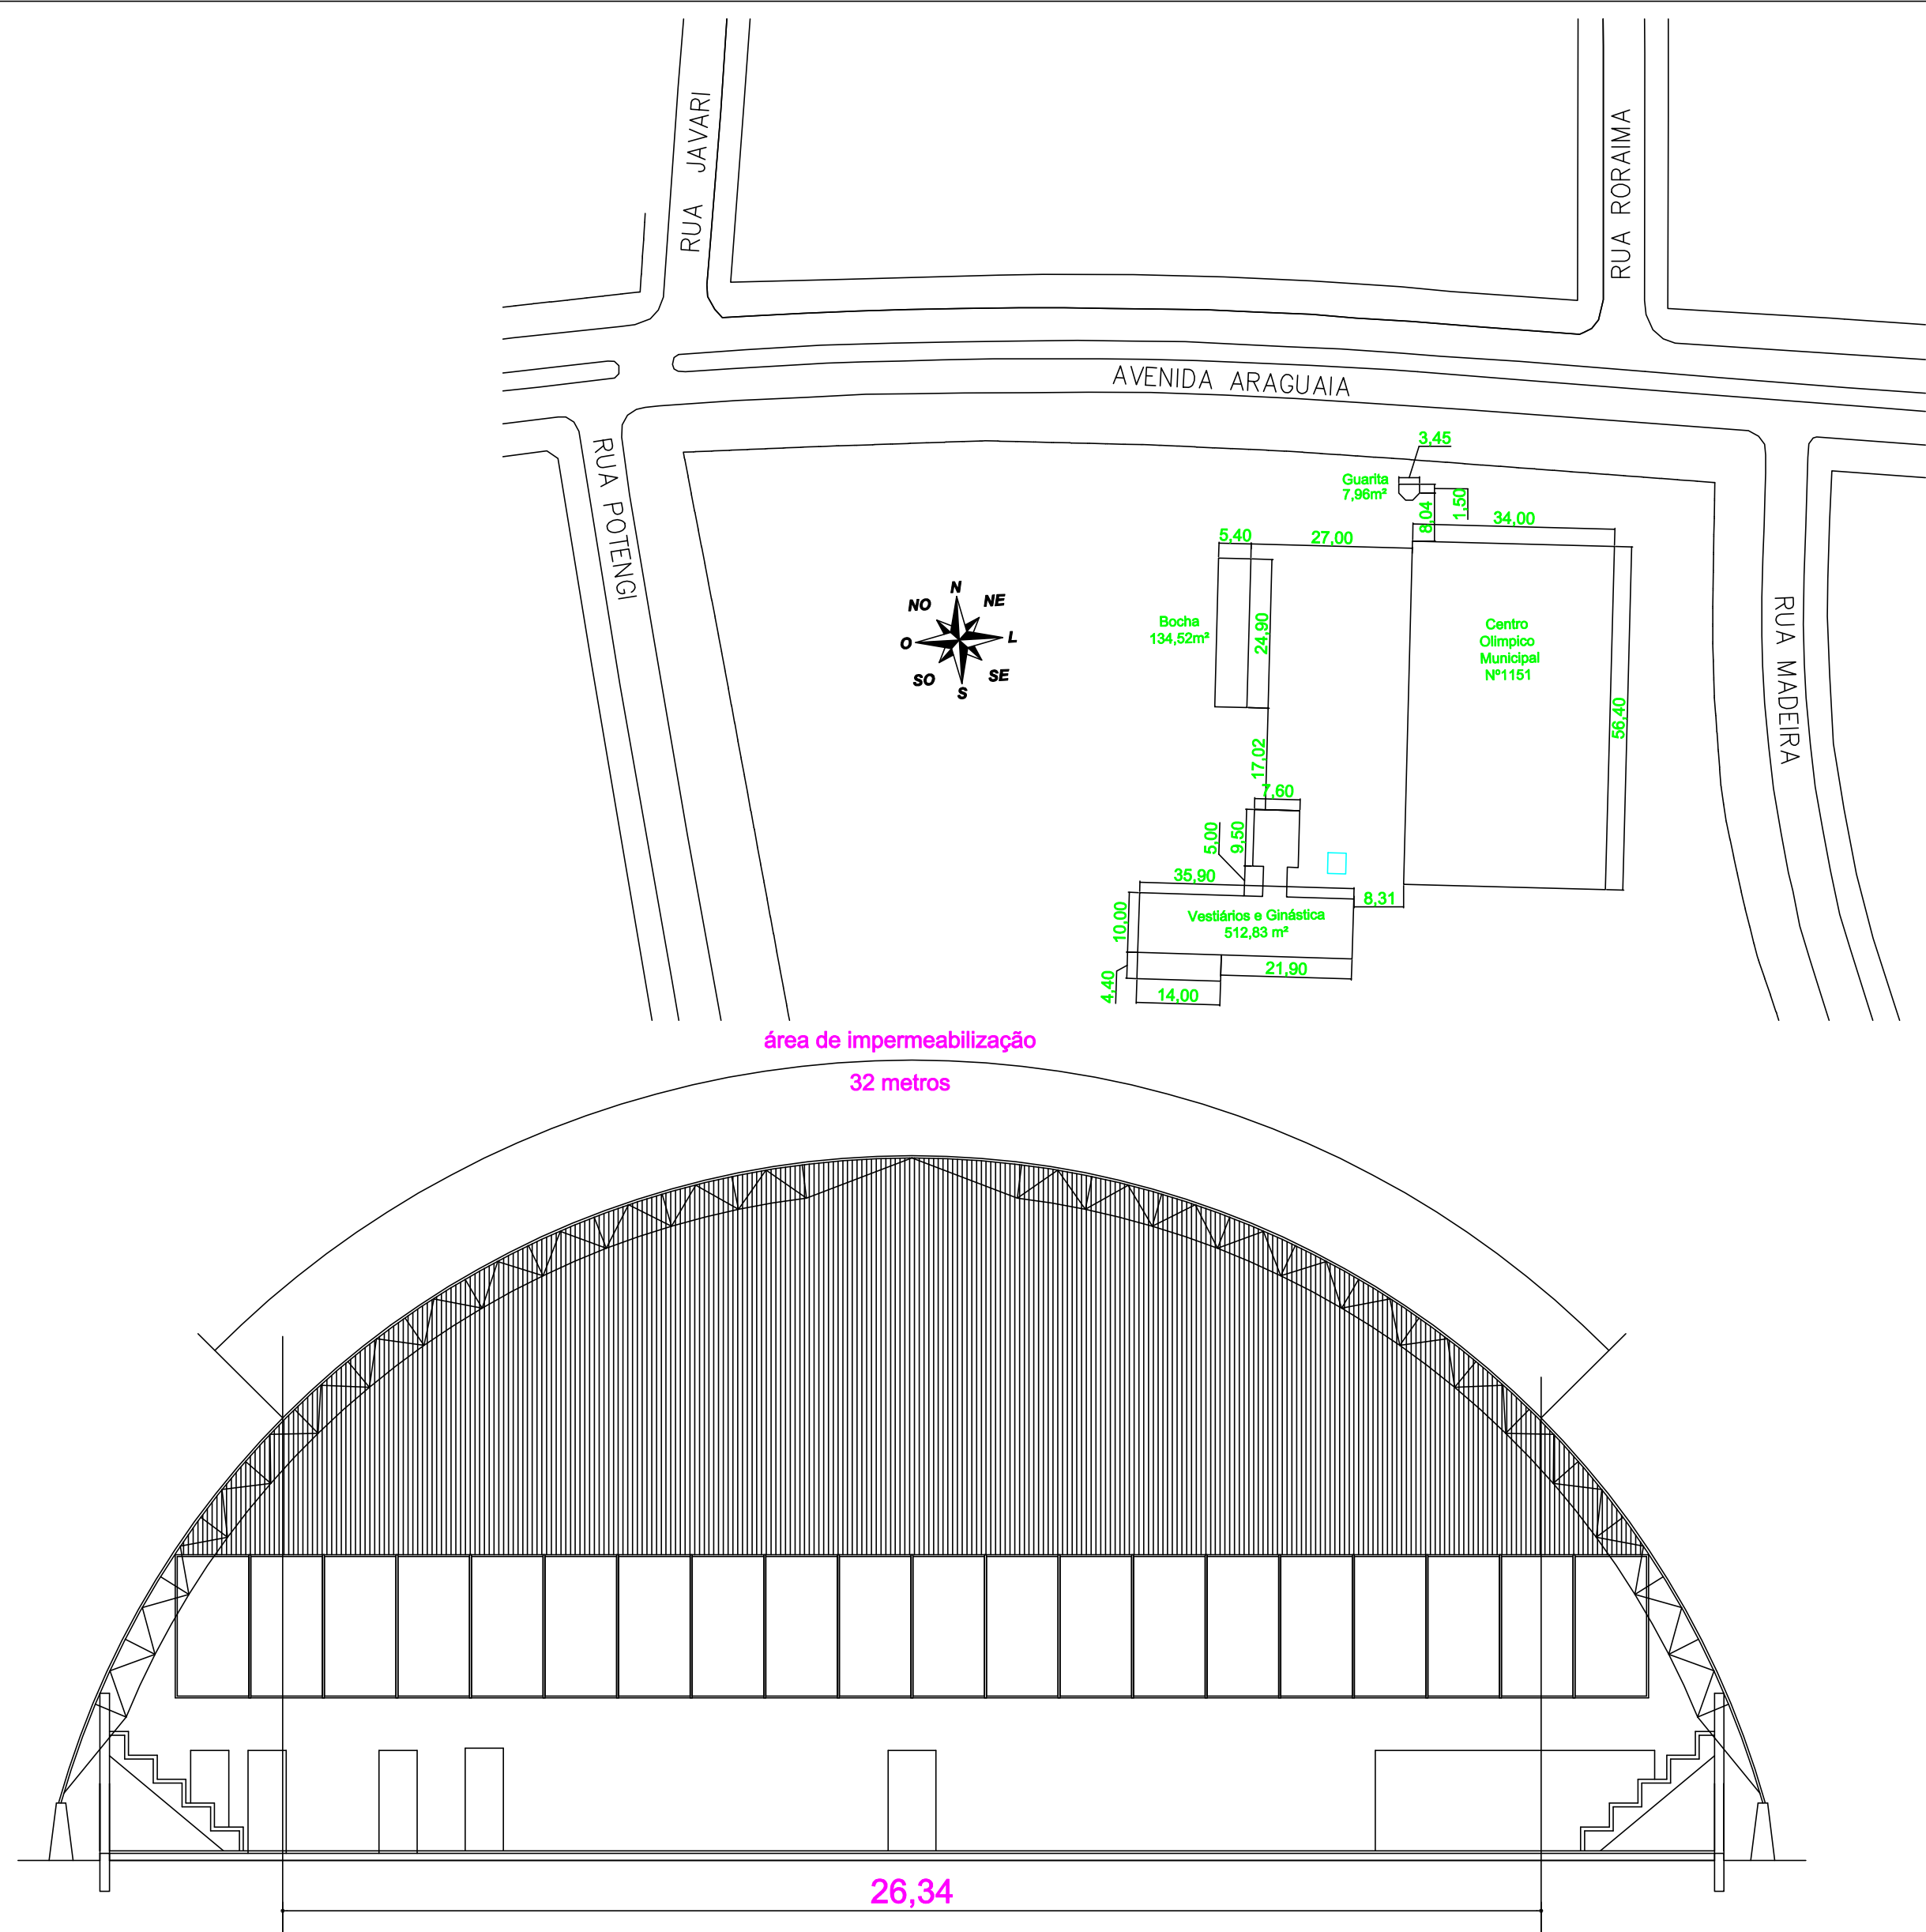 RUA JAVARI
RUA RORAIMA
AVENIDA ARAGUAIA
RUA POTENGI
RUA MADEIRA
3,45
Guarita
7,96m²
1,50
8,04
34,00
5,40
27,00
N
NO
NE
O
L
SO
SE
S
Bocha
134,52m²
24,90
Centro
Olimpico
Municipal
Nº1151
56,40
17,02
7,60
5,00
9,50
35,90
8,31
10,00
Vestiários e Ginástica
512,83 m²
21,90
4,40
14,00
área de impermeabilização
32 metros
26,34